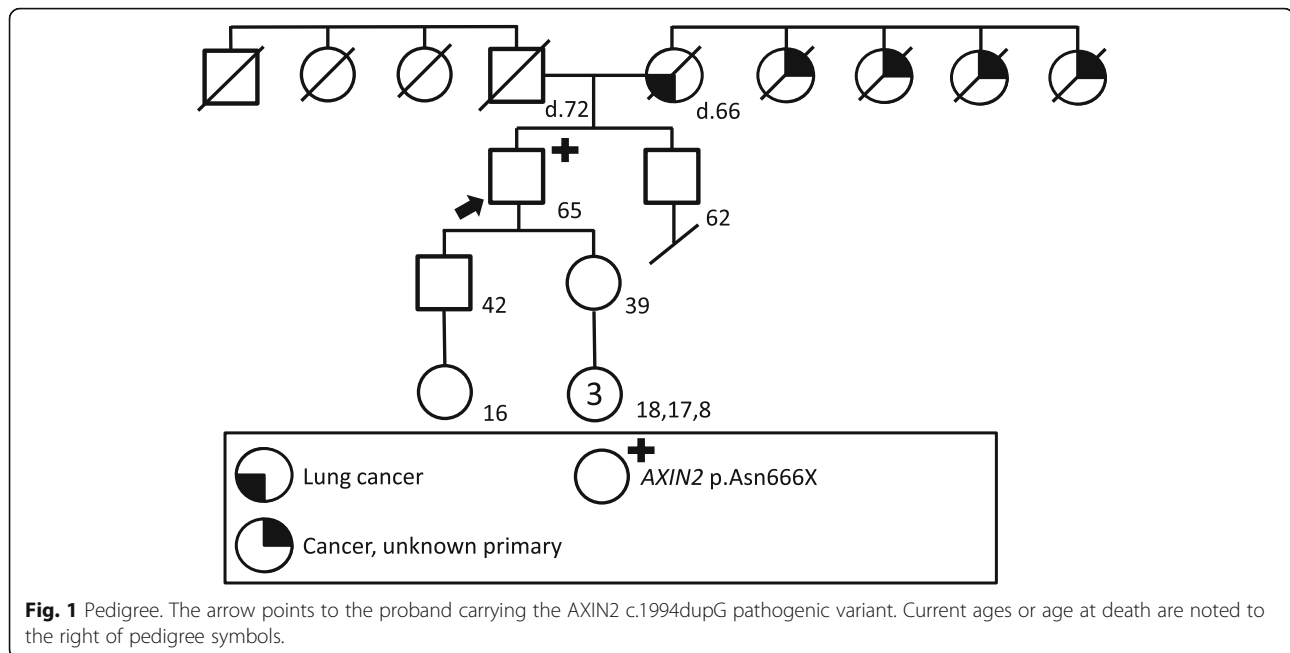 d.72
d.66
65
62
42
39
16
3
18,17,8
Lung cancer
AXIN2 p.Asn666X
Cancer, unknown primary
Fig. 1 Pedigree. The arrow points to the proband carrying the AXIN2 c.1994dupG pathogenic variant. Current ages or age at death are noted to
the right of pedigree symbols.